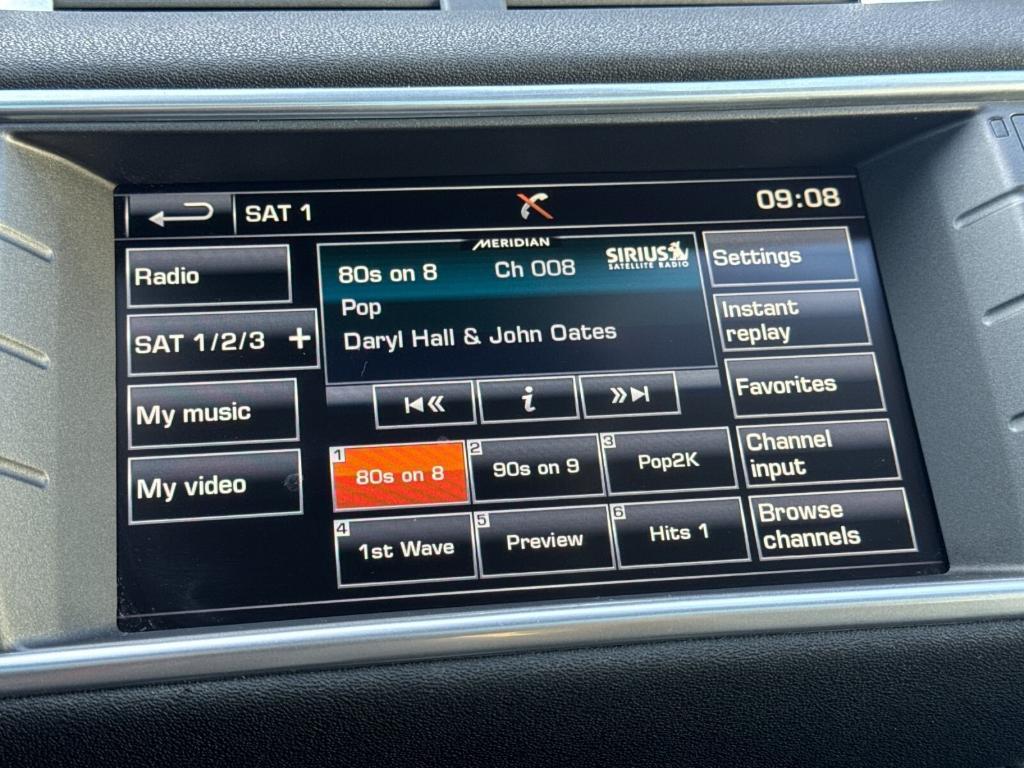 SAT 1
09:08
Radio
SAT 1/2/3 +
My music
My video
MERIDIAN
80s on 8
Ch 008
SIRIUS
SATELLITE RADIO
Pop
Daryl Hall & John Oates
i
1
80s on 8
2
90s on 9
3
Pop2K
4
1st Wave
5
Preview
6
Hits 1
Settings
Instant
replay
Favorites
Channel
input
Browse
channels